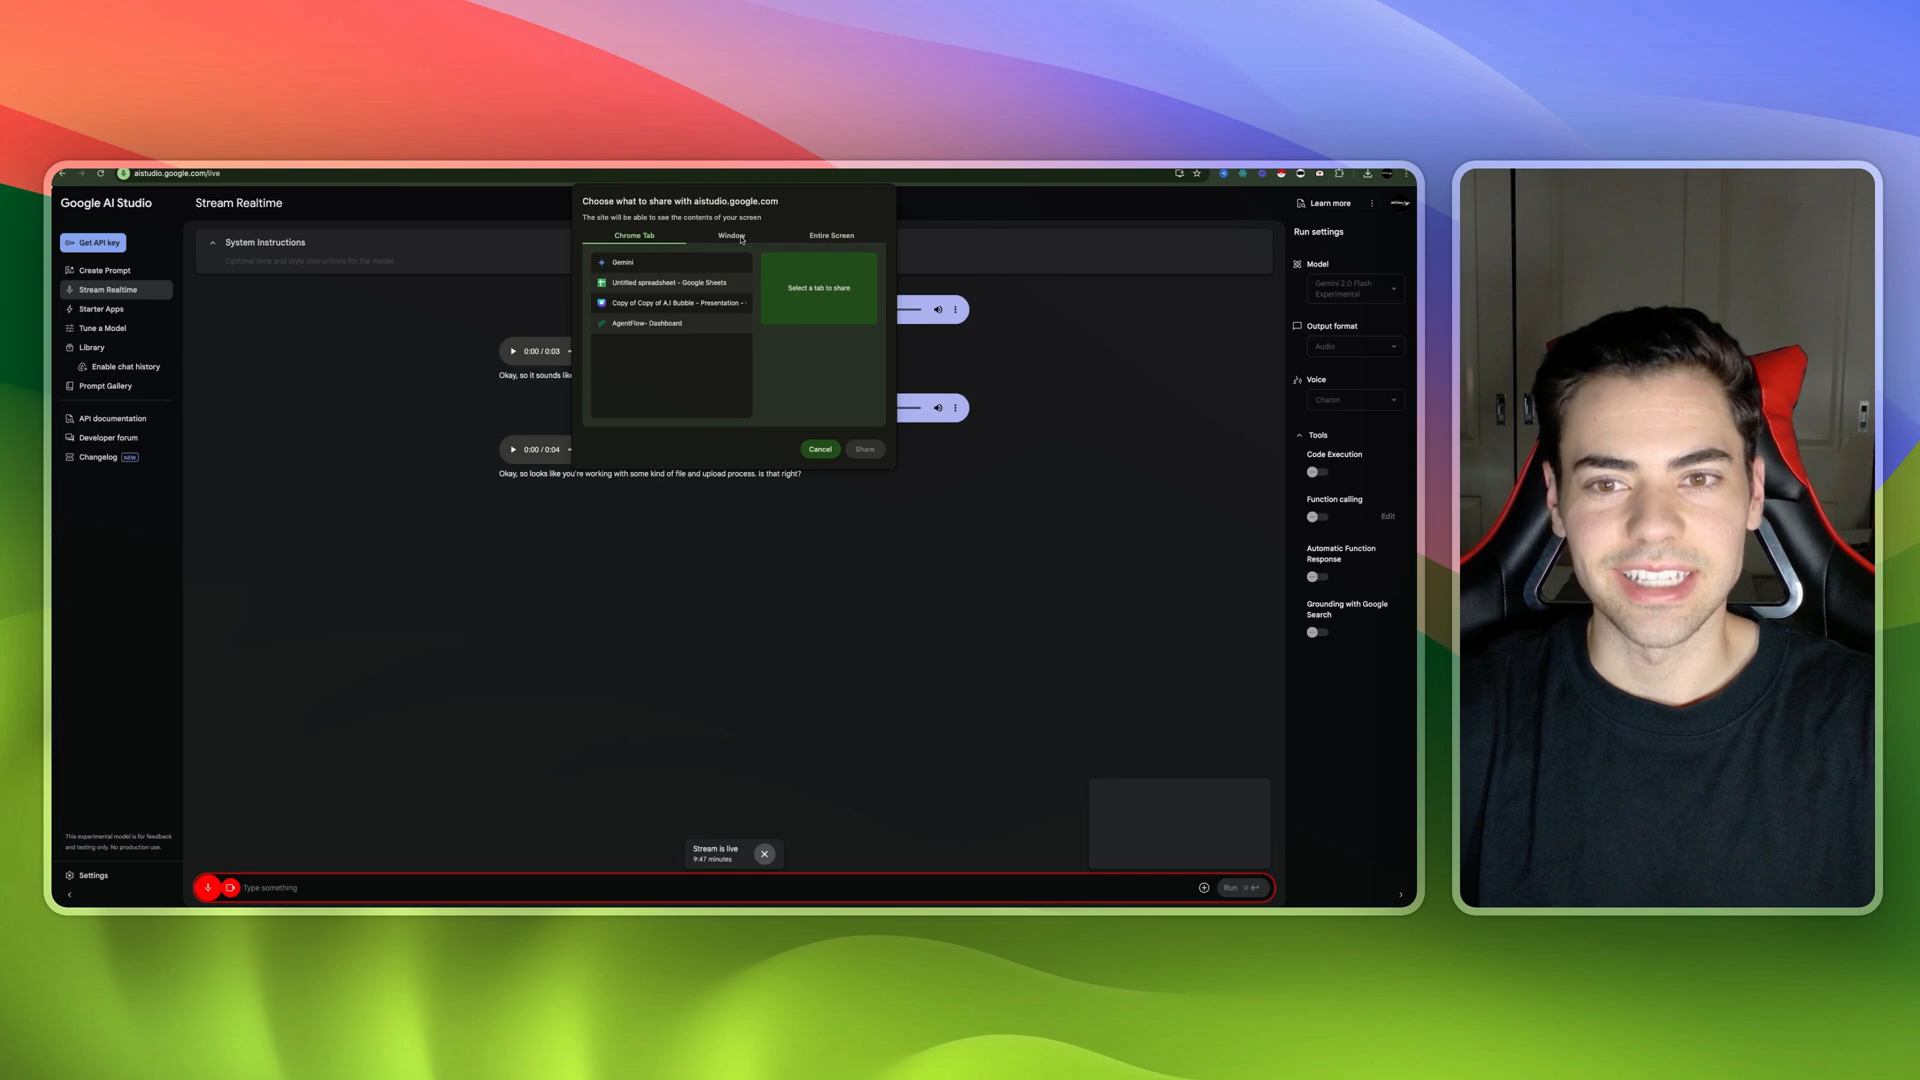 aistudio.google.com/live
Google AI Studio
Stream Realtime
Learn more
Get API key
Create Prompt
Stream Realtime
Starter Apps
Tune a Model
Library
Enable chat history
Prompt Gallery
API documentation
Developer forum
Changelog NEW
This experimental model is for feedback
and testing only. No production use.
Settings
System Instructions
Optional tone and style instructions for the model
Choose what to share with aistudio.google.com
The site will be able to see the contents of your screen
Chrome Tab
Window
Entire Screen
Gemini
Untitled spreadsheet - Google Sheets
Copy of Copy of A.I Bubble - Presentation -
AgentFlow- Dashboard
Select a tab to share
Cancel
Share
0:00 / 0:03
Okay, so it sounds
0:00 / 0:04
Okay, so looks like you're working with some kind of file and upload process. Is that right?
Stream is live
9:47 minutes
Type something
Run
Run settings
Model
Gemini 2.0 Flash
Experimental
Output format
Audio
Voice
Charon
Tools
Code Execution
Function calling
Edit
Automatic Function
Response
Grounding with Google
Search